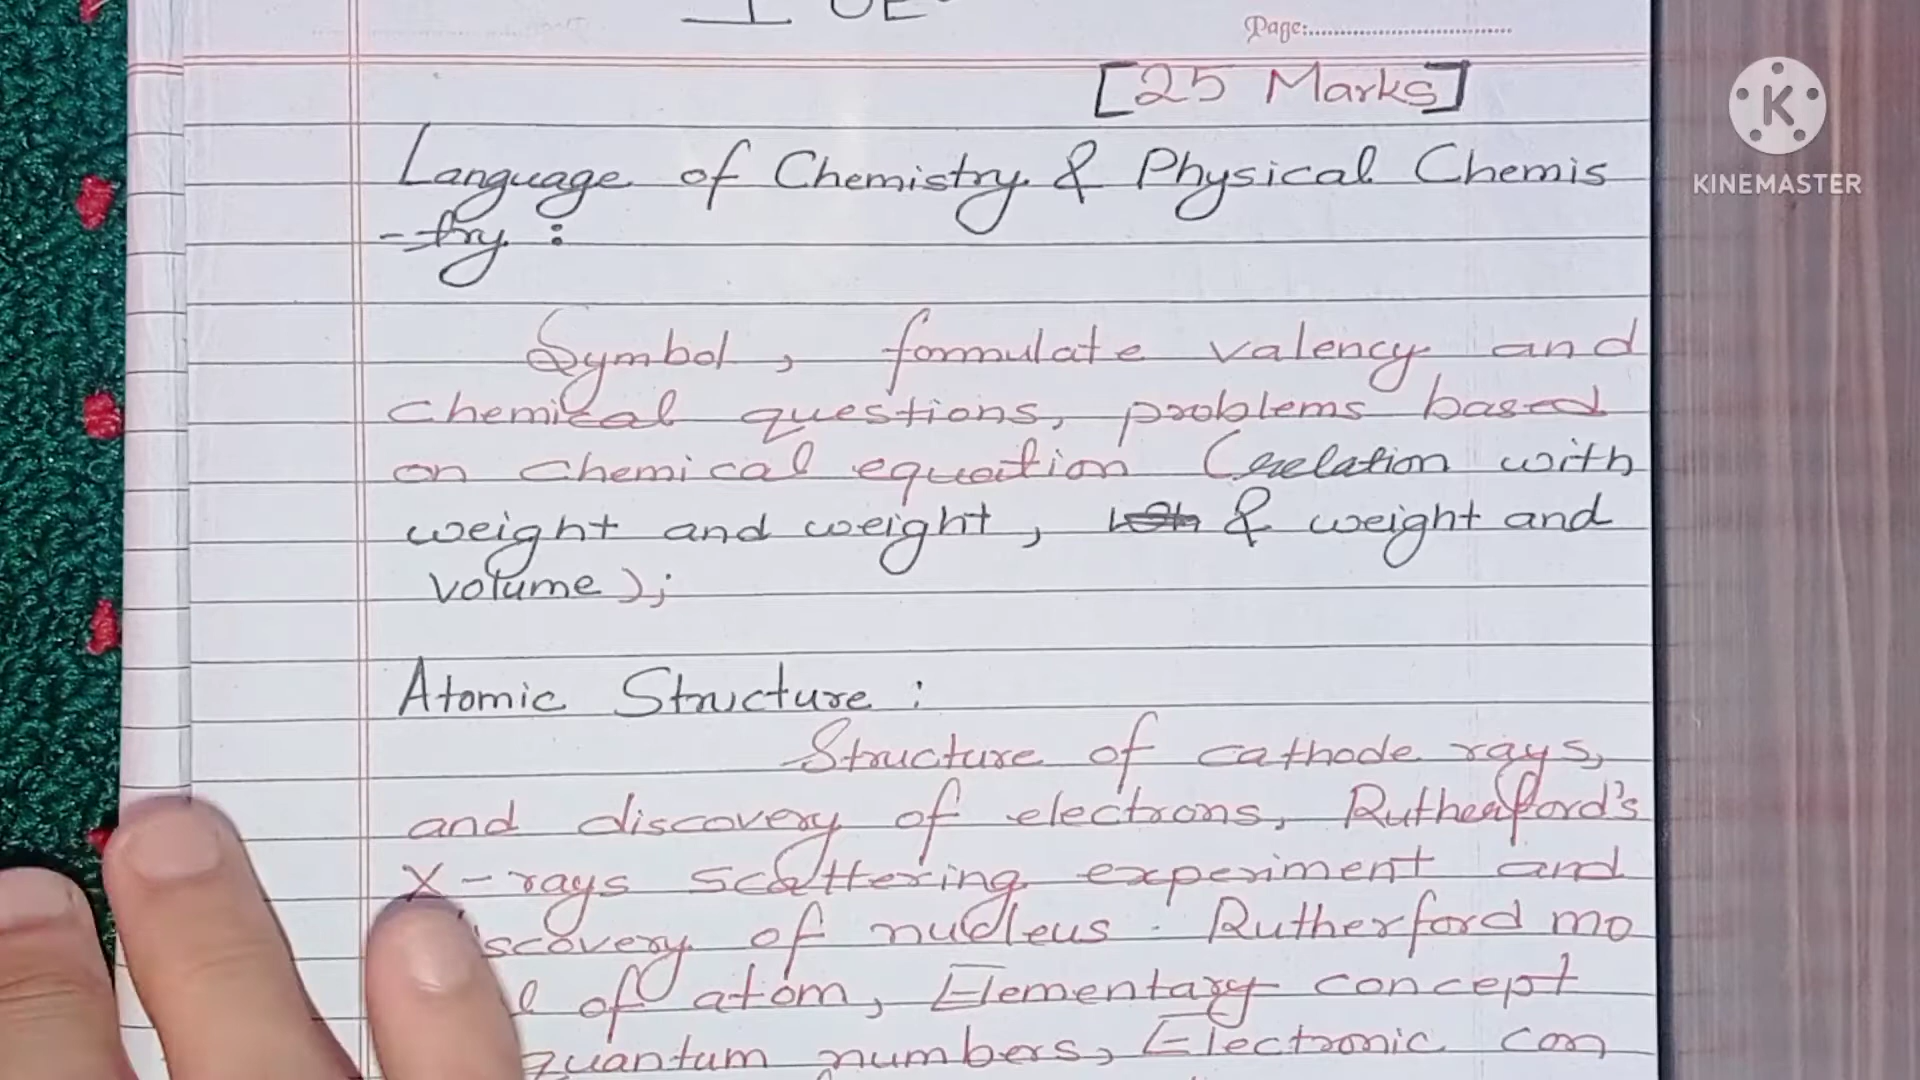 Page:
[25 Marks]
Language of Chemistry & Physical Chemis
-try :
Symbol, formulate valency and
chemical questions, problems based
on chemical equation (relation with
weight and weight, & weight and
volume);
Atomic Structure :
Structure of cathode rays,
and discovery of electrons, Rutherford's
X-rays scattering experiment and
iscovery of nucleus. Rutherford mo
l of atom, Elementary concept
quantum numbers, Electronic con
K
KINEMASTER